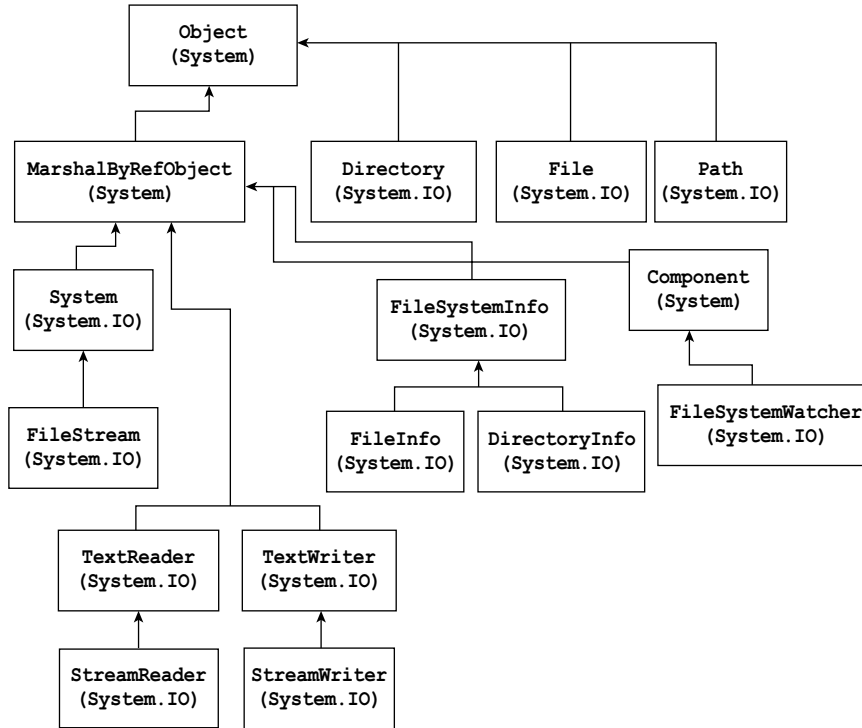 Object
(System)
MarshalByRefObject
(System)
Directory
(System.IO)
File
(System.IO)
Path
(System.IO)
System
(System.IO)
FileSystemInfo
(System.IO)
Component
(System)
FileStream
(System.IO)
FileInfo
(System.IO)
DirectoryInfo
(System.IO)
FileSystemWatcher
(System.IO)
TextReader
(System.IO)
TextWriter
(System.IO)
StreamReader
(System.IO)
StreamWriter
(System.IO)